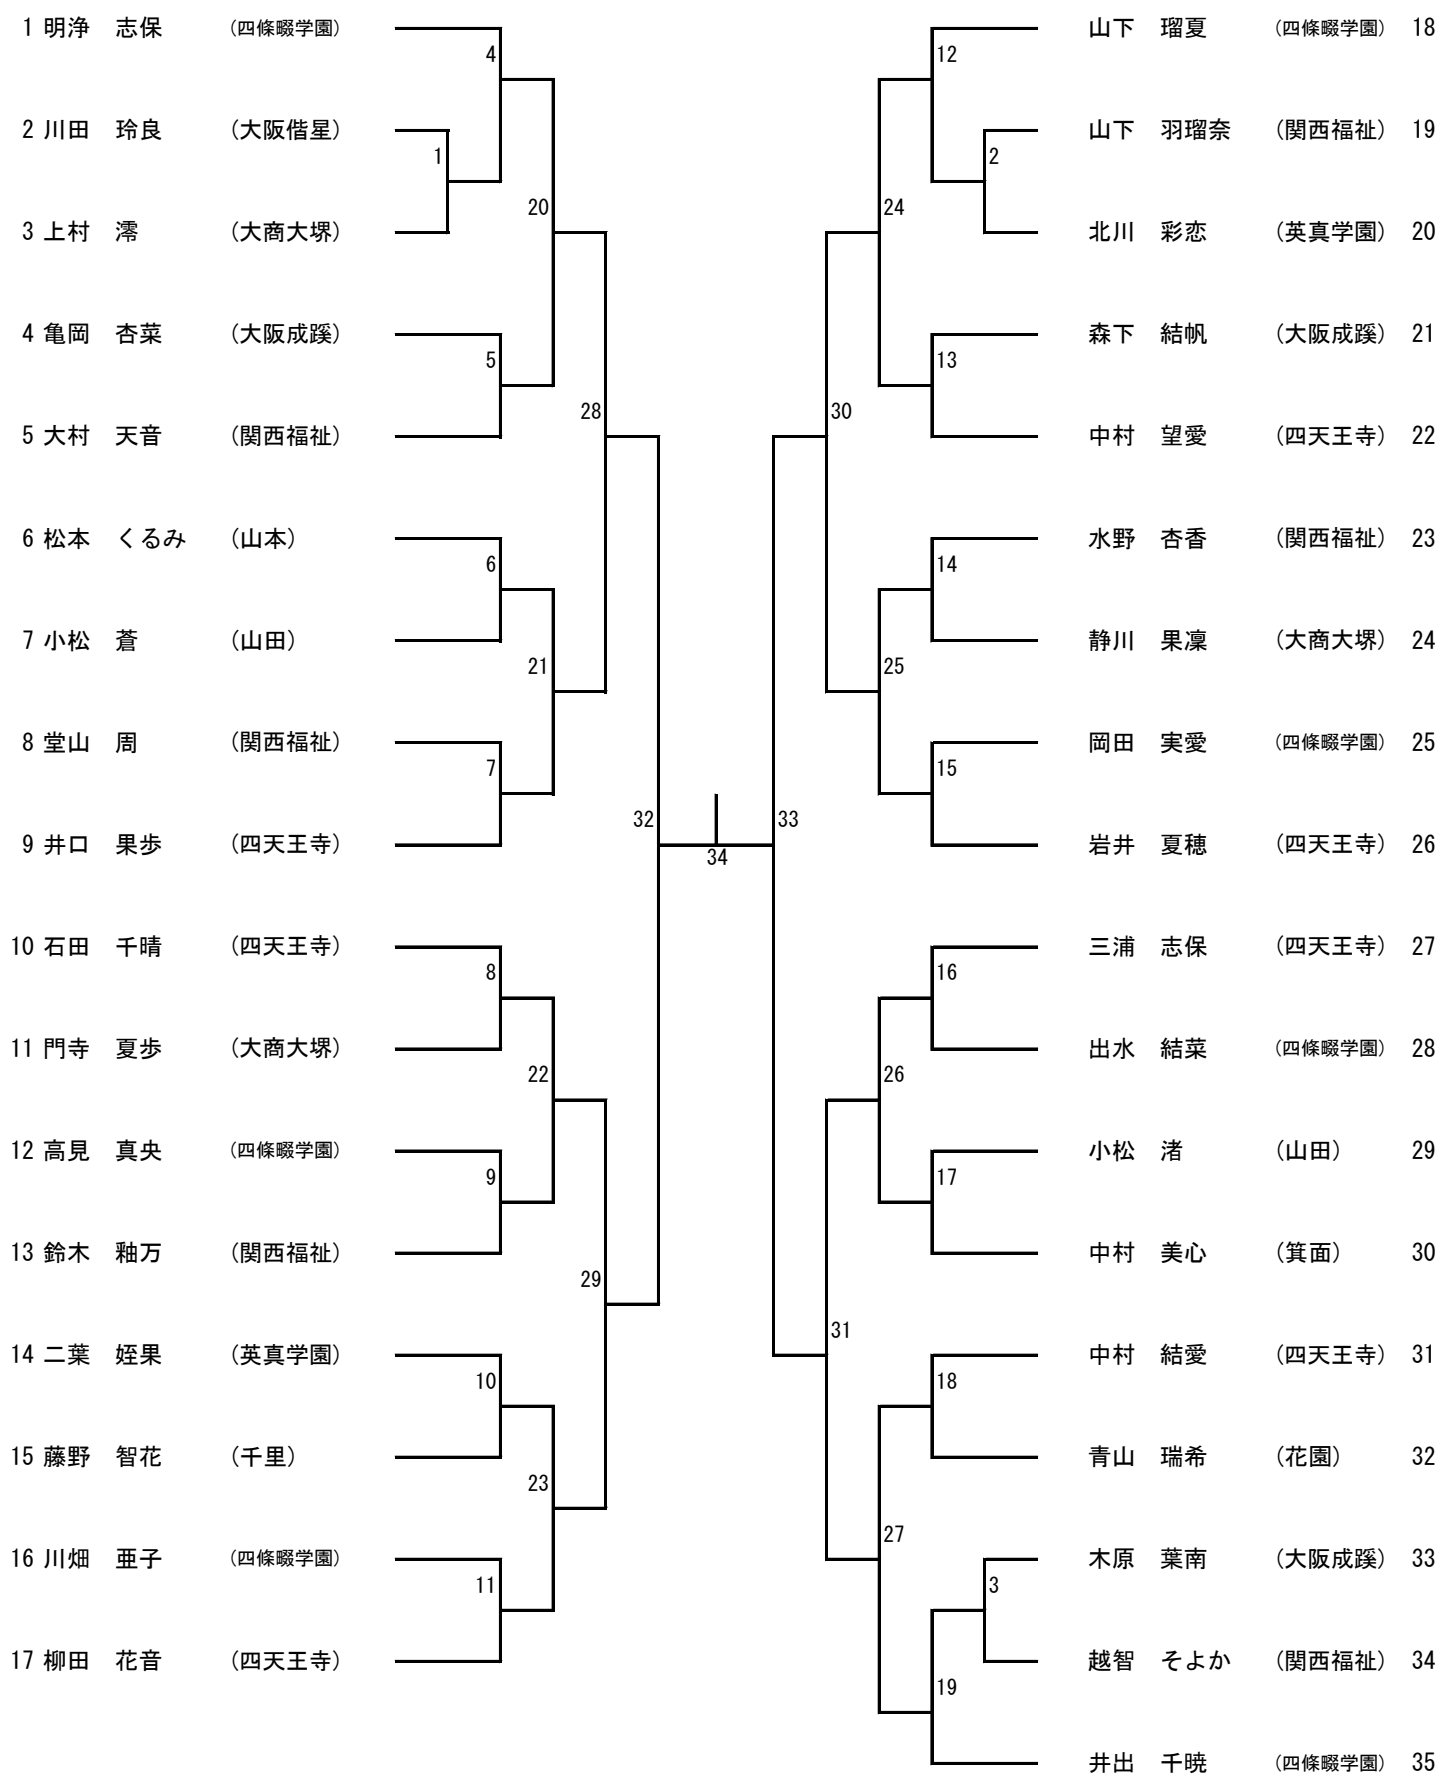 1 明浄 志保 (四條畷学園)
2 川田 玲良 (大阪偕星)
3 上村 澪 (大商大堺)
4 亀岡 杏菜 (大阪成蹊)
5 大村 天音 (関西福祉)
6 松本 くるみ (山本)
7 小松 蒼 (山田)
8 堂山 周 (関西福祉)
9 井口 果歩 (四天王寺)
10 石田 千晴 (四天王寺)
11 門寺 夏歩 (大商大堺)
12 高見 真央 (四條畷学園)
13 鈴木 釉万 (関西福祉)
14 二葉 姪果 (英真学園)
15 藤野 智花 (千里)
16 川畑 亜子 (四條畷学園)
17 柳田 花音 (四天王寺)
4
1
20
5
28
6
21
7
32
8
22
9
29
10
23
11
34
12
2
24
13
30
14
25
15
33
16
26
17
31
18
27
3
19
山下 瑠夏 (四條畷学園) 18
山下 羽瑠奈 (関西福祉) 19
北川 彩恋 (英真学園) 20
森下 結帆 (大阪成蹊) 21
中村 望愛 (四天王寺) 22
水野 杏香 (関西福祉) 23
静川 果凜 (大商大堺) 24
岡田 実愛 (四條畷学園) 25
岩井 夏穂 (四天王寺) 26
三浦 志保 (四天王寺) 27
出水 結菜 (四條畷学園) 28
小松 渚 (山田) 29
中村 美心 (箕面) 30
中村 結愛 (四天王寺) 31
青山 瑞希 (花園) 32
木原 葉南 (大阪成蹊) 33
越智 そよか (関西福祉) 34
井出 千暁 (四條畷学園) 35